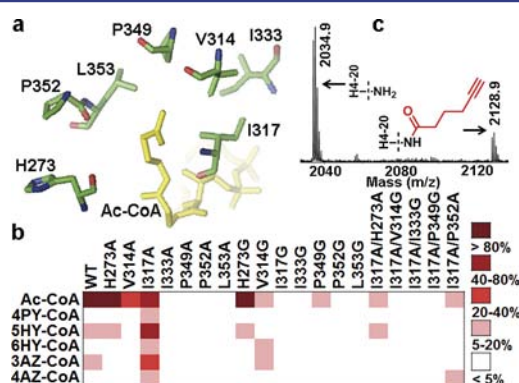 a
P349
V314
I333
P352
L353
I317
H273
Ac-CoA
c
2034.9
H4-20
NH₂
O
H4-20
NH
2128.9
2040
2080
2120
Mass (m/z)
b
WT
H273A
V314A
I317A
I333A
P349A
P352A
L353A
H273G
V314G
I317G
I333G
P349G
P352G
L353G
I317A/H273A
I317A/V314G
I317A/I333G
I317A/P349G
I317A/P352A
Ac-CoA
4PY-CoA
5HY-CoA
6HY-CoA
3AZ-CoA
4AZ-CoA
> 80%
40-80%
20-40%
5-20%
< 5%